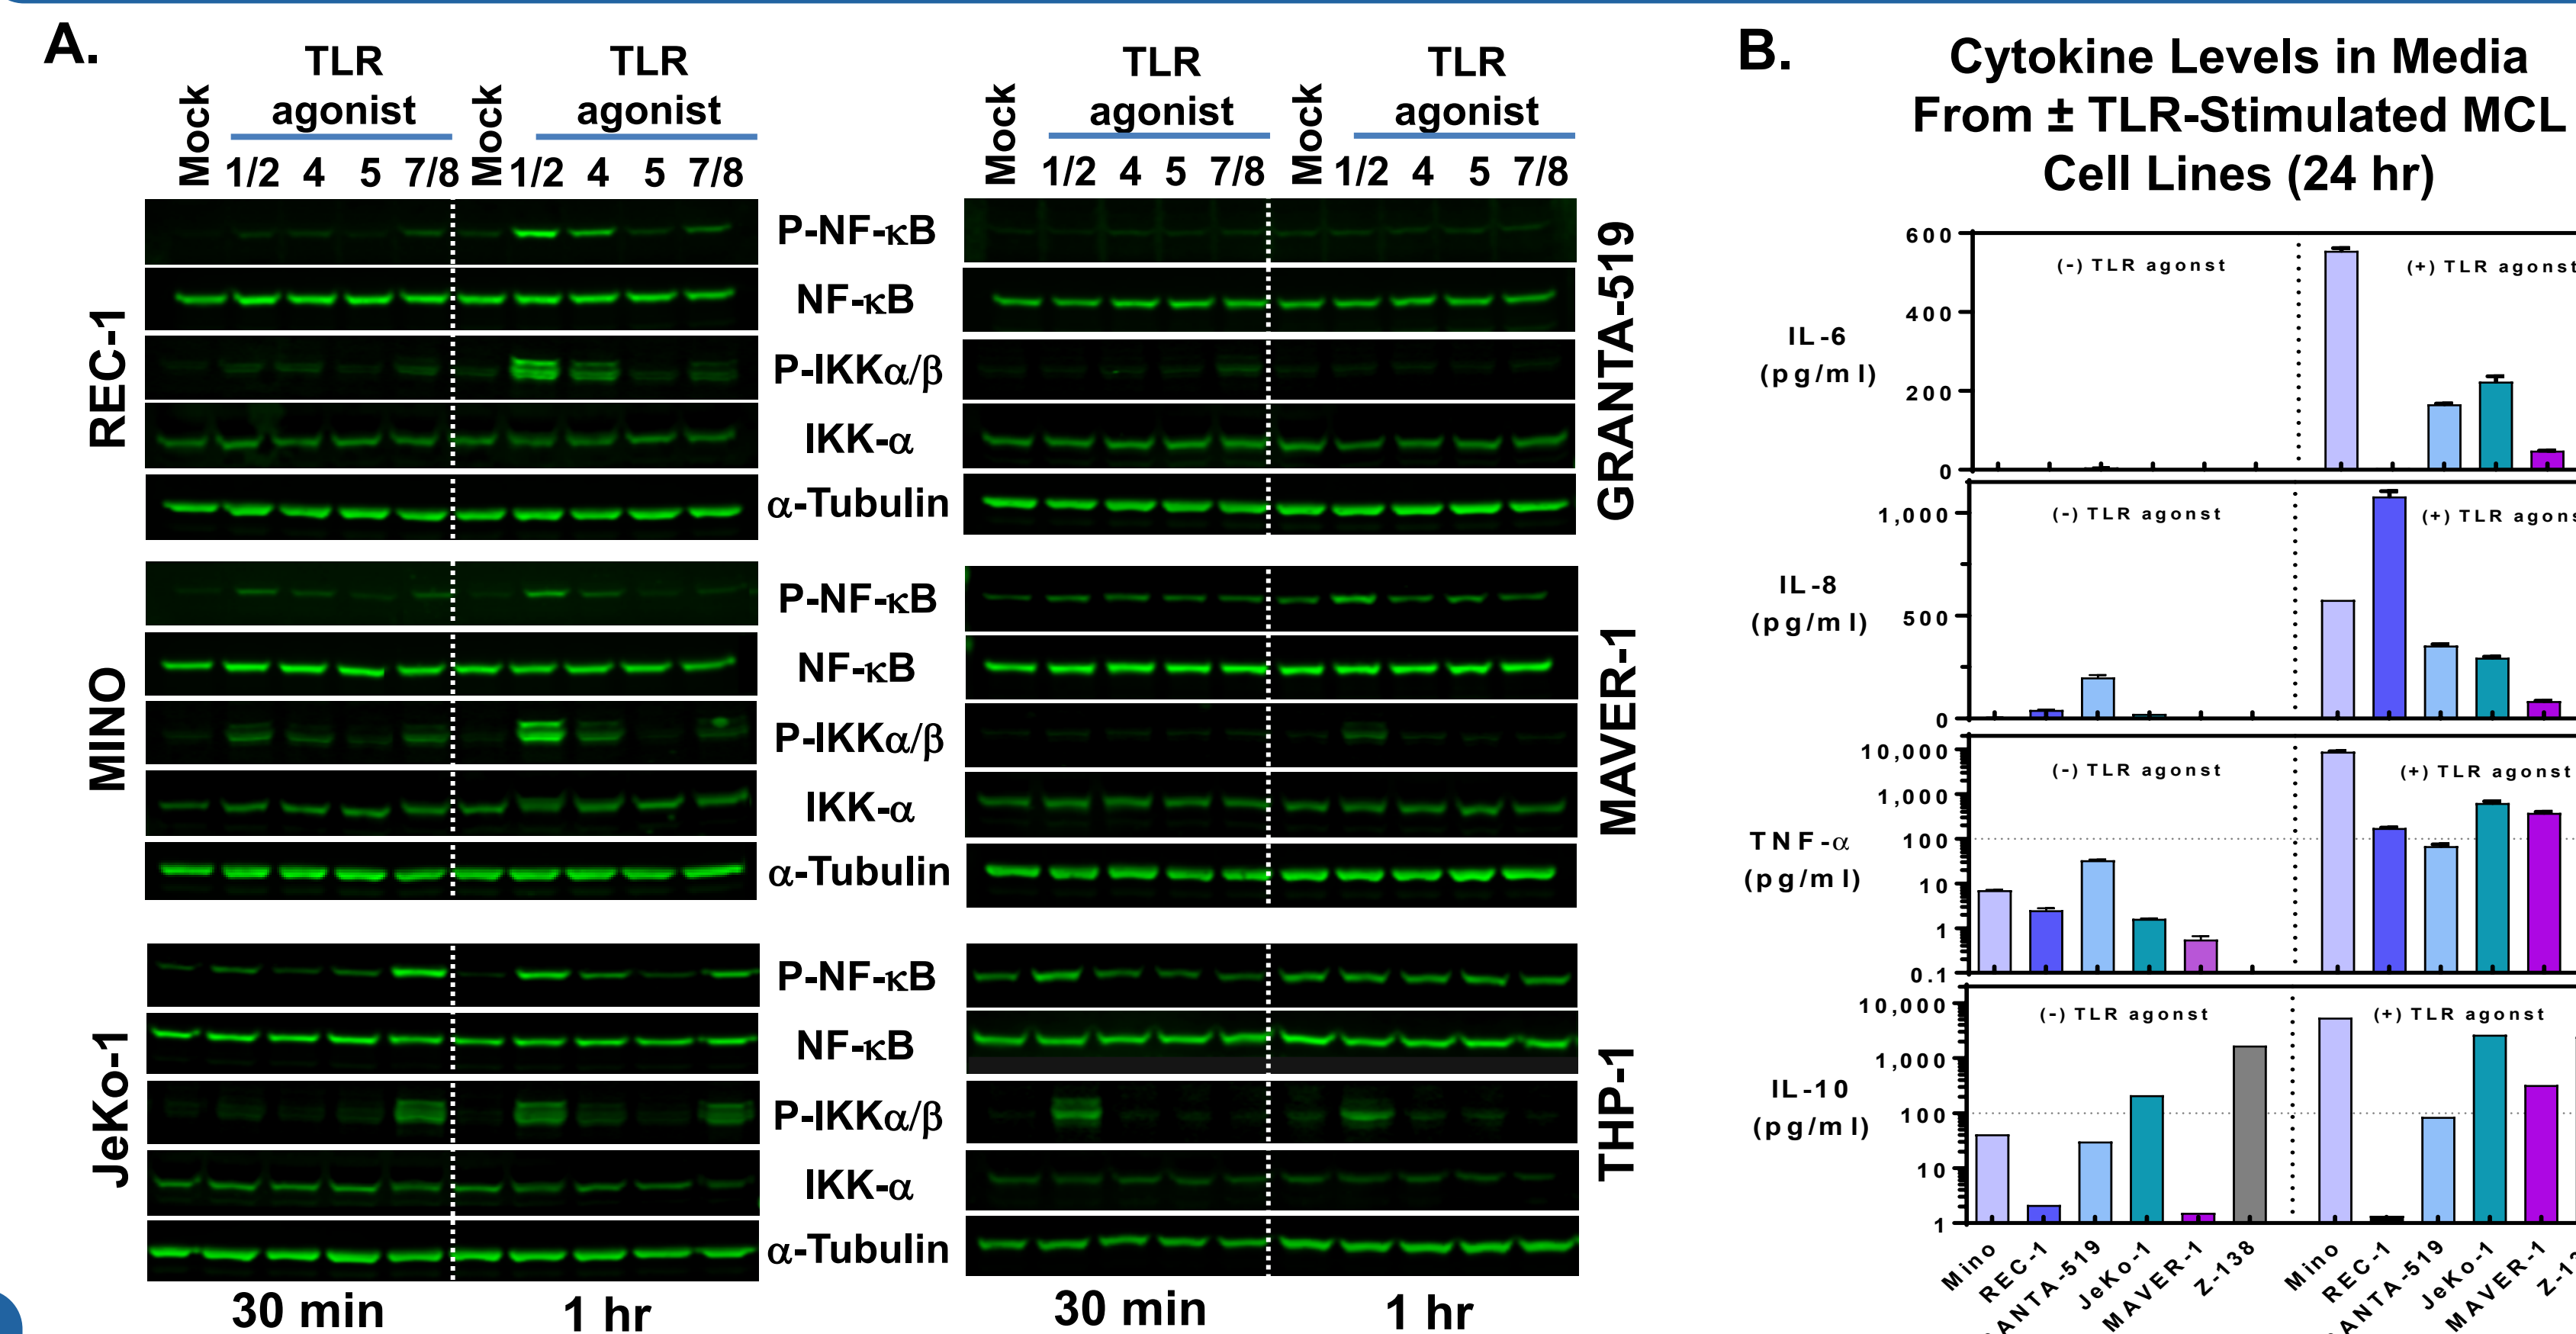 A.
TLR
agonist
TLR
agonist
Mock 1/2 4 5 7/8 Mock 1/2 4 5 7/8
TLR
agonist
TLR
agonist
Mock 1/2 4 5 7/8 Mock 1/2 4 5 7/8
REC-1
P-NF-κB
NF-κB
P-IKKα/β
IKK-α
α-Tubulin
GRANTA-519
MINO
P-NF-κB
NF-κB
P-IKKα/β
IKK-α
α-Tubulin
MAVER-1
JeKo-1
P-NF-κB
NF-κB
P-IKKα/β
IKK-α
α-Tubulin
THP-1
30 min 1 hr 30 min 1 hr
B.
Cytokine Levels in Media
From ± TLR-Stimulated MCL
Cell Lines (24 hr)
IL-6
(pg/ml)
600
400
200
0
(-) TLR agonst (+) TLR agonst
IL-8
(pg/ml)
1,000
500
0
(-) TLR agonst (+) TLR agons
TNF-α
(pg/ml)
10,000
1,000
100
10
1
0.1
(-) TLR agonst (+) TLR agonst
IL-10
(pg/ml)
10,000
1,000
100
10
1
(-) TLR agonst (+) TLR agonst
Mino REC-1 ANTA-519 JeKo-1 MAVER-1 Z-138 Mino REC-1 ANTA-519 JeKo-1 MAVER-1